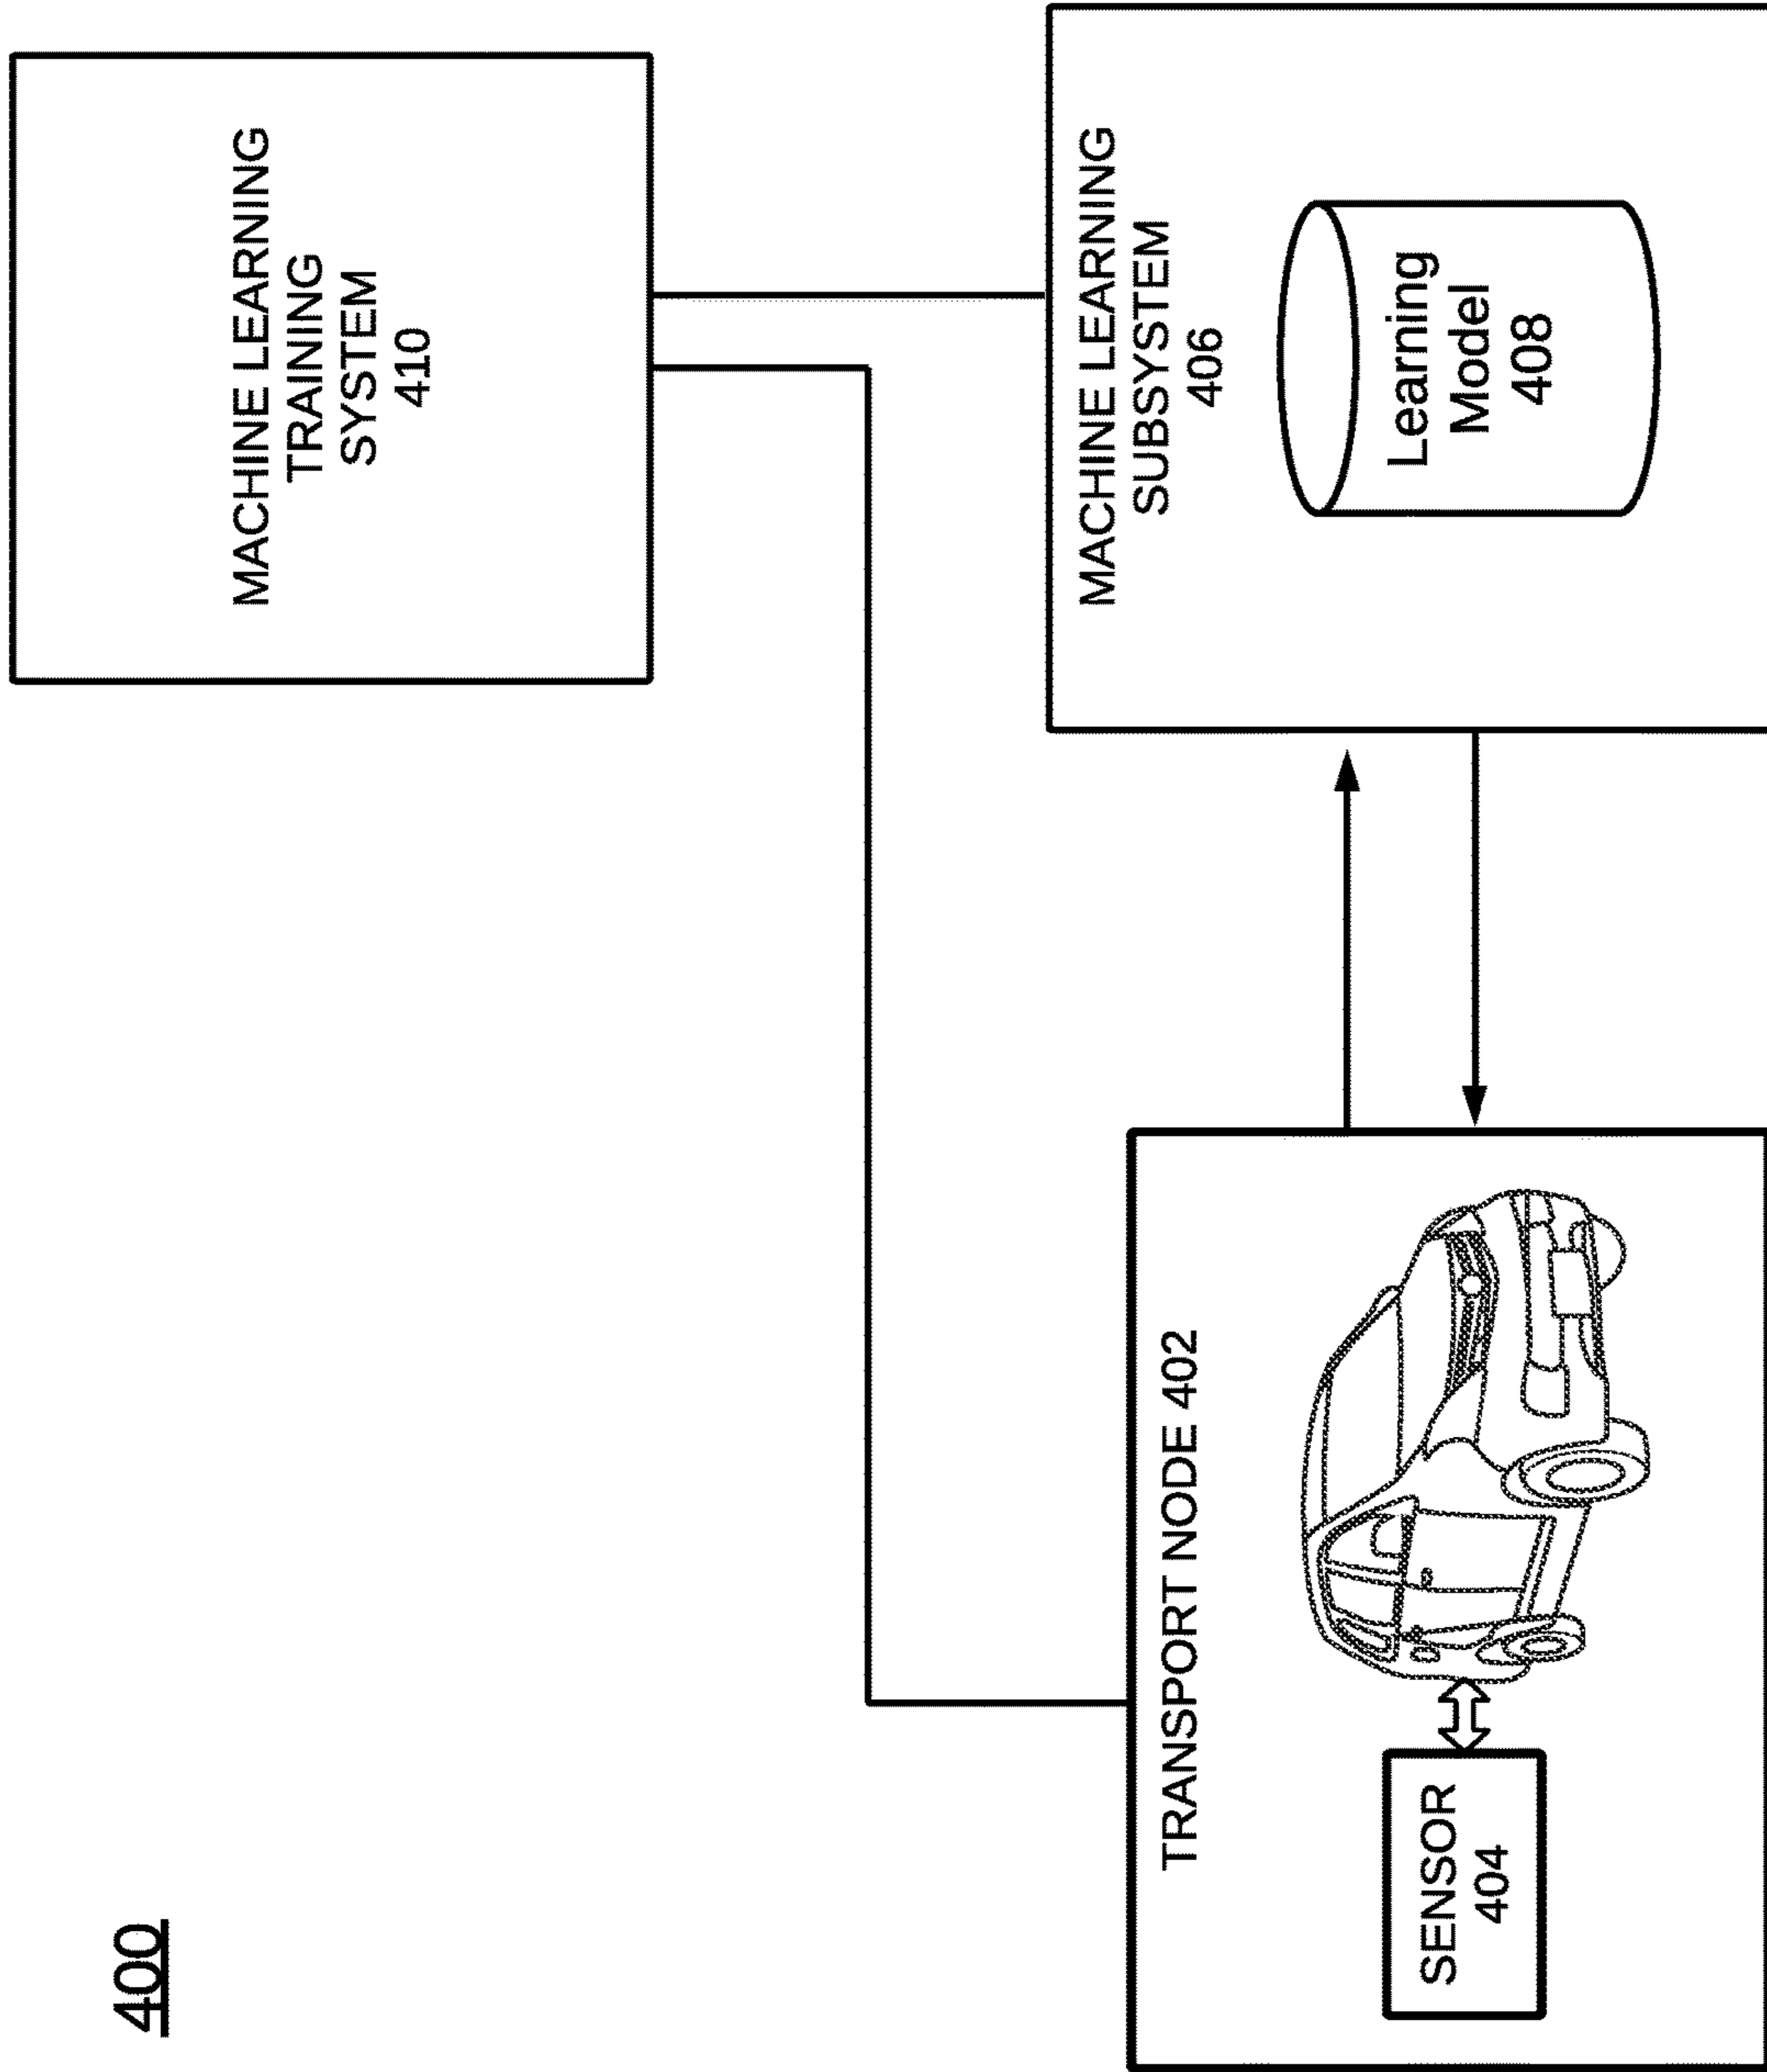 400
MACHINE LEARNING
TRAINING
SYSTEM
410
TRANSPORT NODE 402
SENSOR
404
MACHINE LEARNING
SUBSYSTEM
406
Learning
Model
408